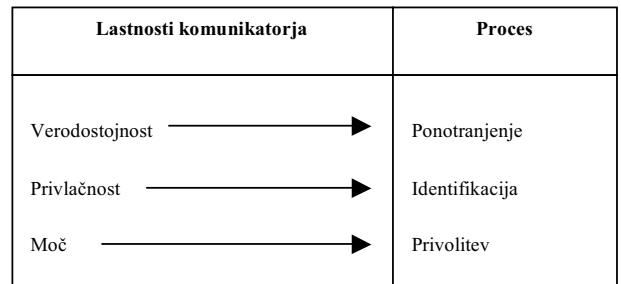 Lastnosti komunikatorja Proces
Verodostojnost Ponotranjenje
Privlačnost Identifikacija
Moč Privolitev